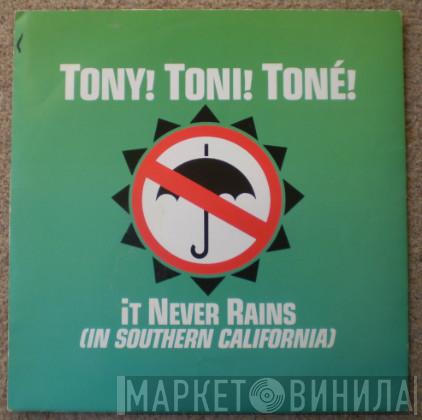 TONY! TONI! TONÉ!
iT NEVER RAINS
(IN SOUTHERN CALIFORNIA)
МАРКЕТ ВИНИЛА